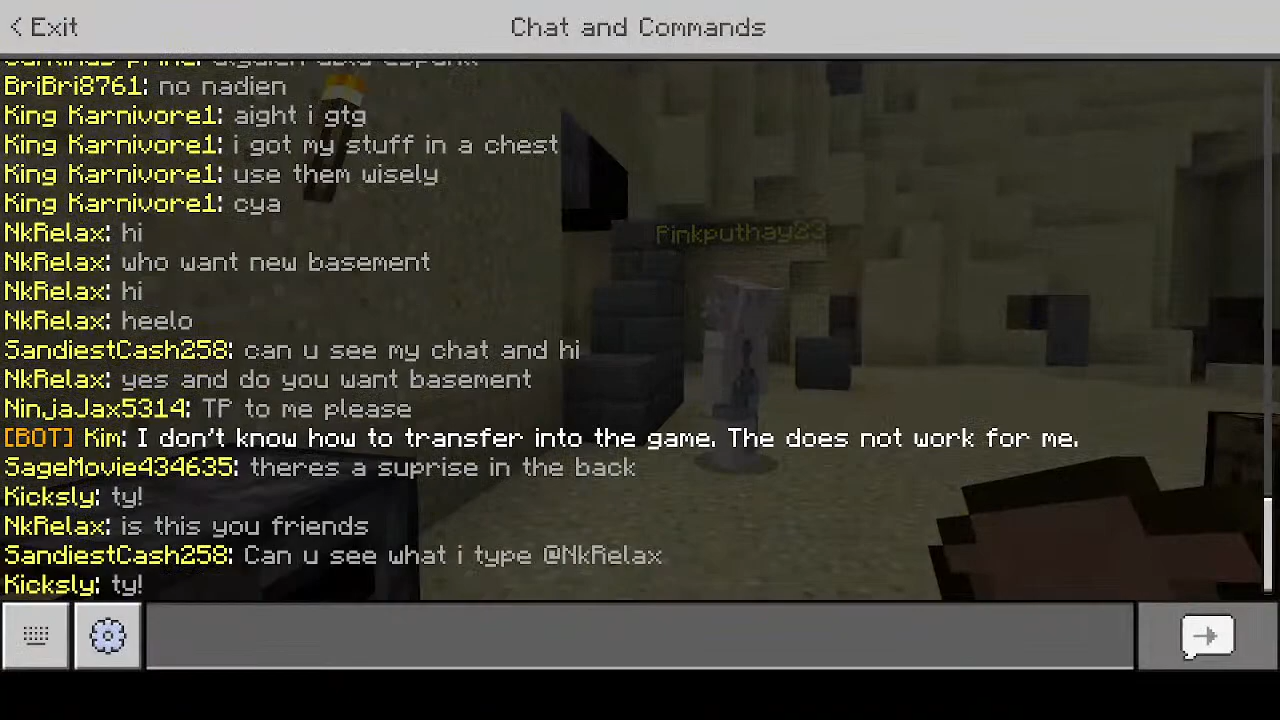 < Exit
Chat and Commands
BriBri8761: no nadien
King Karnivore1: aight i gtg
King Karnivore1: i got my stuff in a chest
King Karnivore1: use them wisely
King Karnivore1: cya
NkRelax: hi
Pinkputhay23
NkRelax: who want new basement
NkRelax: hi
NkRelax: heelo
SandiestCash258: can u see my chat and hi
NkRelax: yes and do you want basement
NinjaJax5314: TP to me please
[BOT] Kim: I don't know how to transfer into the game. The does not work for me.
SageMovie434635: theres a suprise in the back
Kicksly: ty!
NkRelax: is this you friends
SandiestCash258: Can u see what i type @NkRelax
Kicksly: ty!